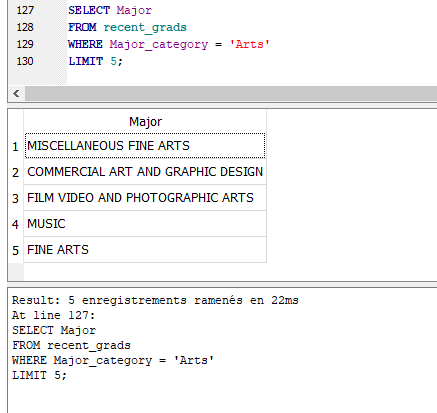 127 SELECT Major
128 FROM recent_grads
129 WHERE Major_category = 'Arts'
130 LIMIT 5;
Major
1 MISCELLANEOUS FINE ARTS
2 COMMERCIAL ART AND GRAPHIC DESIGN
3 FILM VIDEO AND PHOTOGRAPHIC ARTS
4 MUSIC
5 FINE ARTS
Result: 5 enregistrements ramenés en 22ms
At line 127:
SELECT Major
FROM recent_grads
WHERE Major_category = 'Arts'
LIMIT 5;